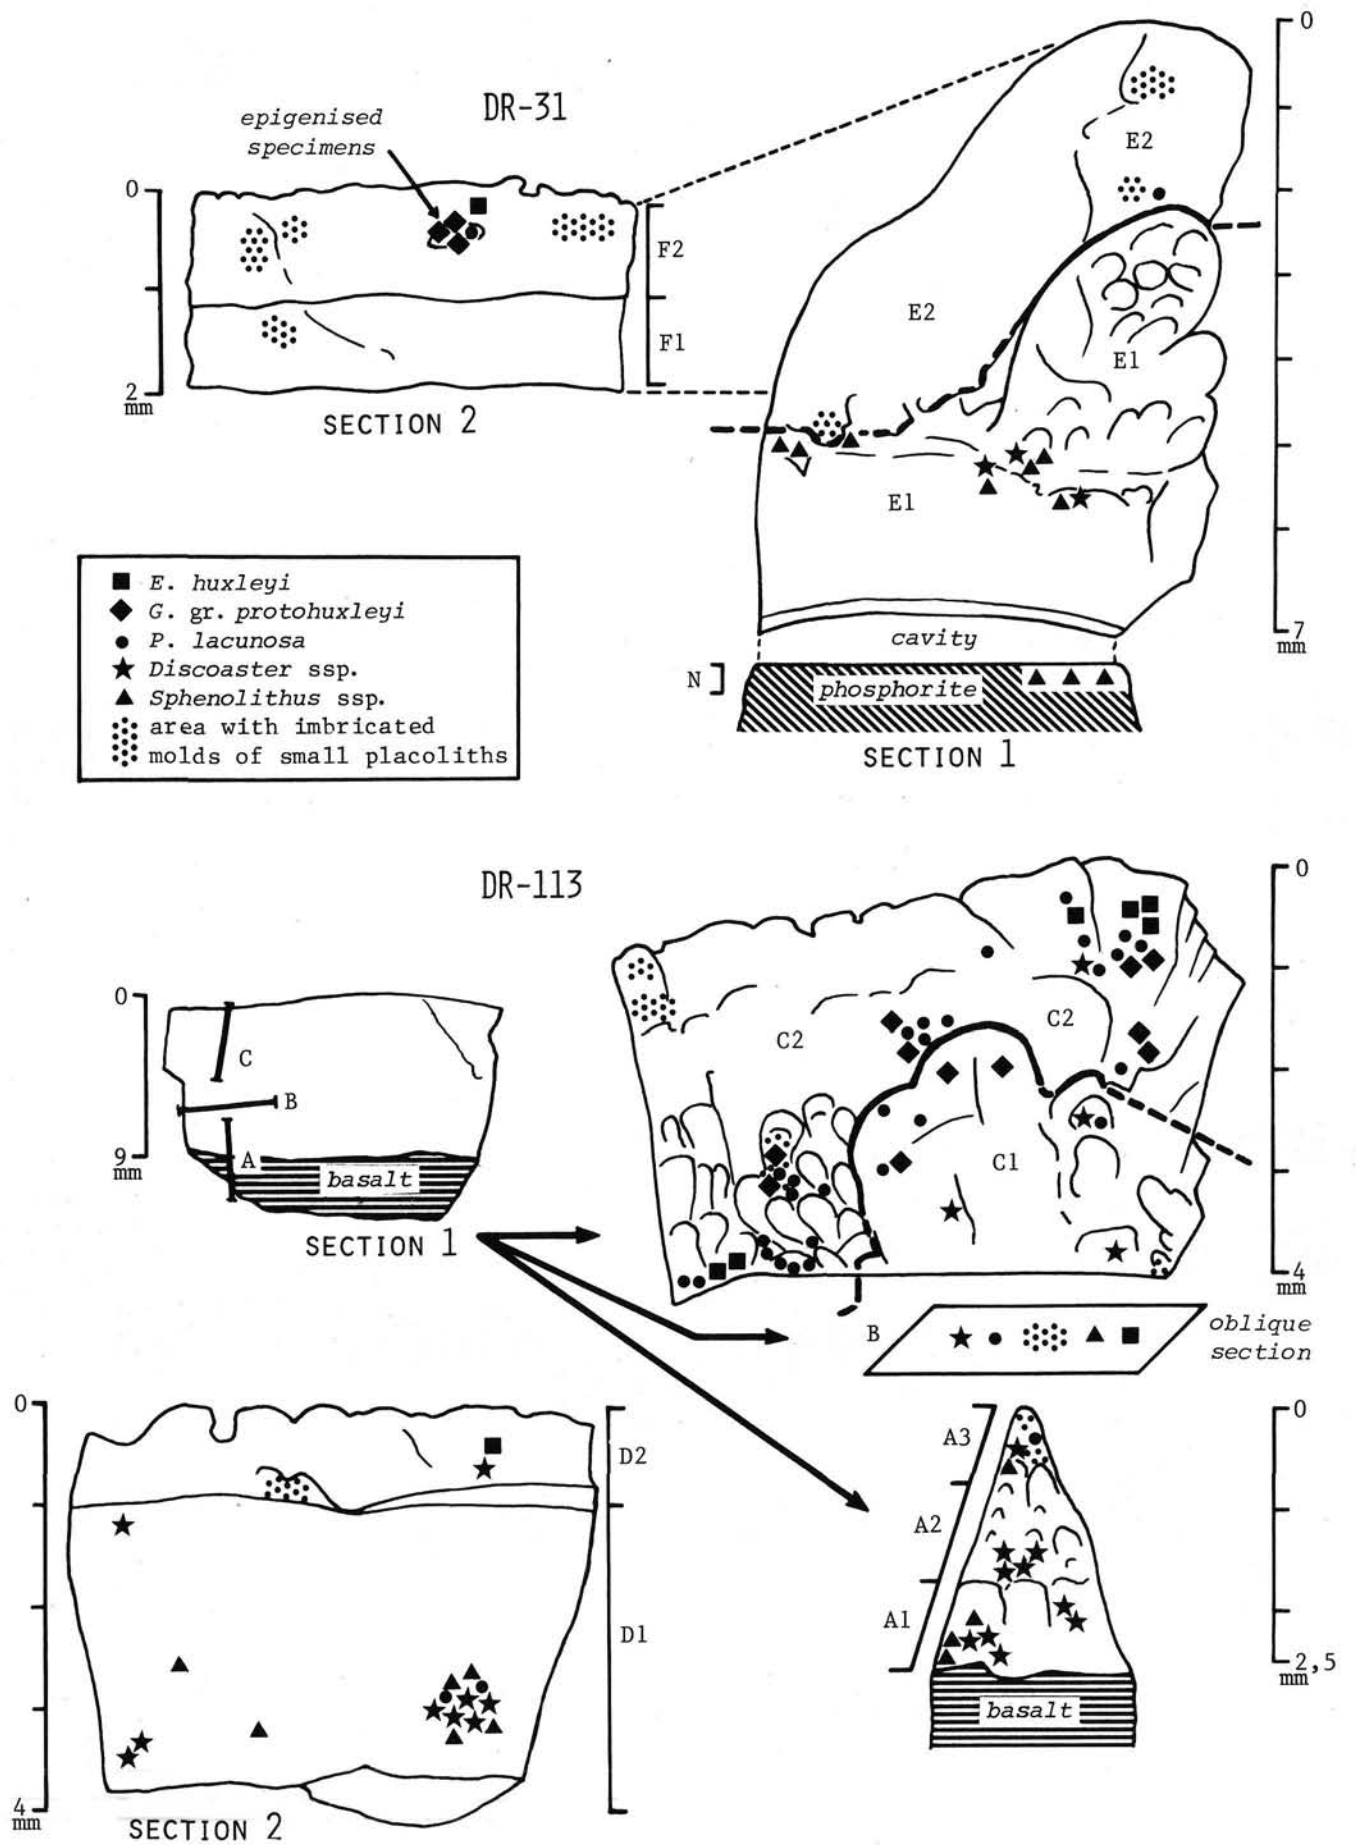 DR-31
epigenised
specimens
0
2
mm
F2
F1
SECTION 2
0
7
mm
E2
E2
E1
E1
cavity
N
phosphorite
SECTION 1
E. huxleyi
G. gr. protohuxleyi
P. lacunosa
Discoaster ssp.
Sphenolithus ssp.
area with imbricated
molds of small placoliths
DR-113
0
9
mm
C
B
A
basalt
SECTION 1
0
4
mm
C2
C2
C1
B
oblique
section
0
4
mm
D2
D1
SECTION 2
A3
A2
A1
0
2,5
mm
basalt